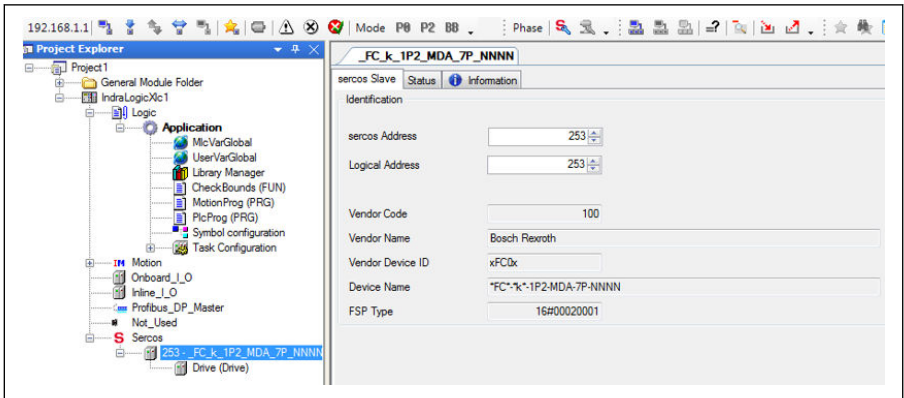 192.168.1.1 Mode P0 P2 BB Phase
Project Explorer
Project1
General Module Folder
IndraLogicXlc1
Logic
Application
MlcVarGlobal
UserVarGlobal
Library Manager
CheckBounds (FUN)
MotionProg (PRG)
PlcProg (PRG)
Symbol configuration
Task Configuration
Motion
Onboard_I_O
Inline_I_O
Profibus_DP_Master
Not_Used
Sercos
253 - _FC_k_1P2_MDA_7P_NNNN
Drive (Drive)
_FC_k_1P2_MDA_7P_NNNN
sercos Slave Status Information
Identification
sercos Address 253
Logical Address 253
Vendor Code 100
Vendor Name Bosch Rexroth
Vendor Device ID xFC0x
Device Name *FC*-*k*-1P2-MDA-7P-NNNN
FSP Type 16#00020001